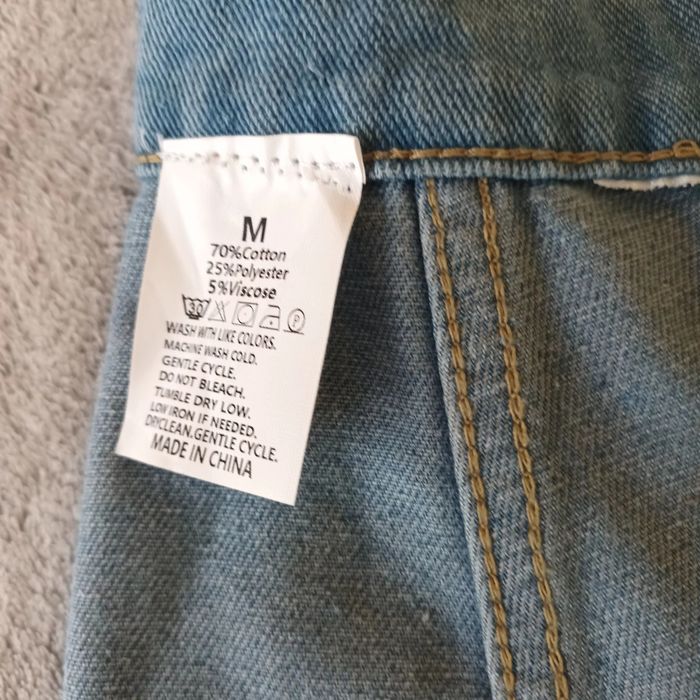 M
70%Cotton
25%Polyester
5%Viscose
30 P
WASH WITH LIKE COLORS.
MACHINE WASH COLD.
GENTLE CYCLE.
DO NOT BLEACH.
TUMBLE DRY LOW.
LOW IRON IF NEEDED.
DRYCLEAN.GENTLE CYCLE.
MADE IN CHINA